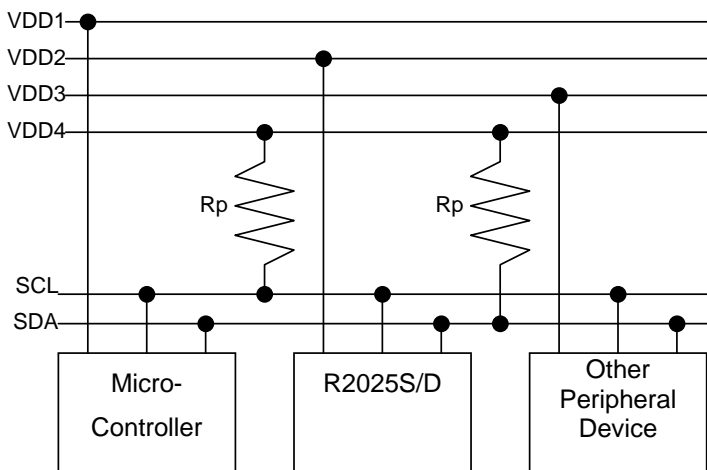 VDD1
VDD2
VDD3
VDD4
Rp
Rp
SCL
SDA
Micro-
Controller
R2025S/D
Other
Peripheral
Device